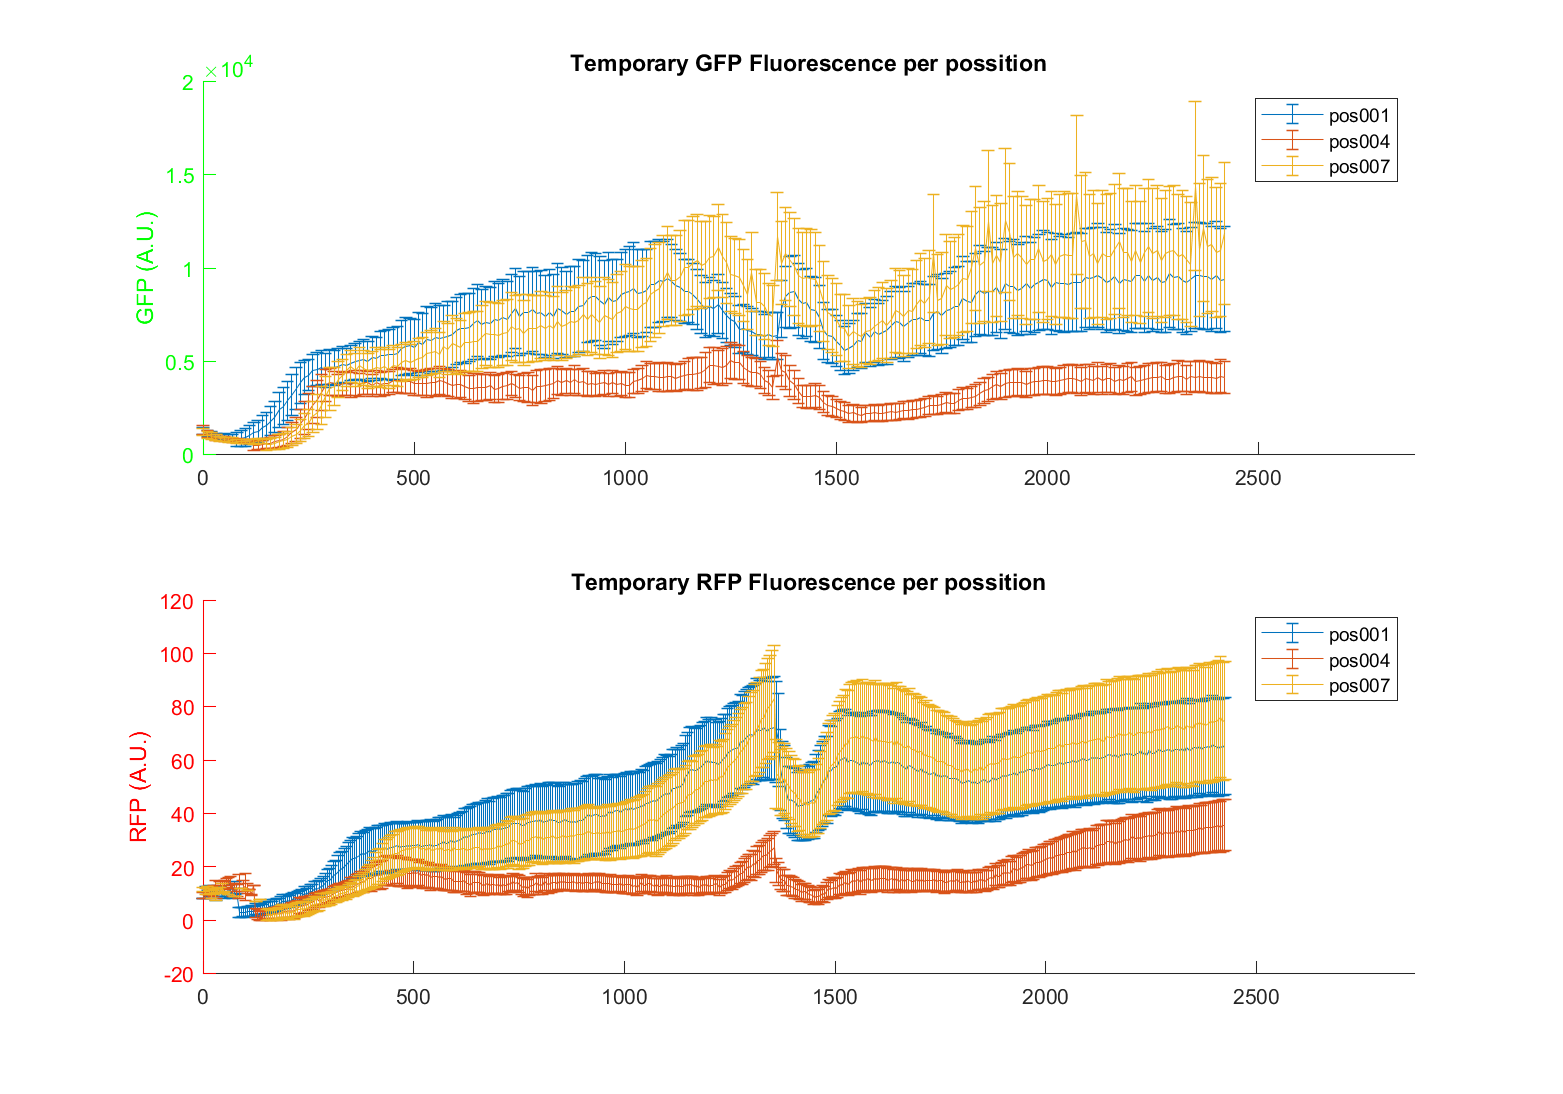 Temporary GFP Fluorescence per possition
×10^4
GFP (A.U.)
2
1.5
1
0.5
0
0 500 1000 1500 2000 2500
pos001
pos004
pos007
Temporary RFP Fluorescence per possition
RFP (A.U.)
120
100
80
60
40
20
0
-20
0 500 1000 1500 2000 2500
pos001
pos004
pos007